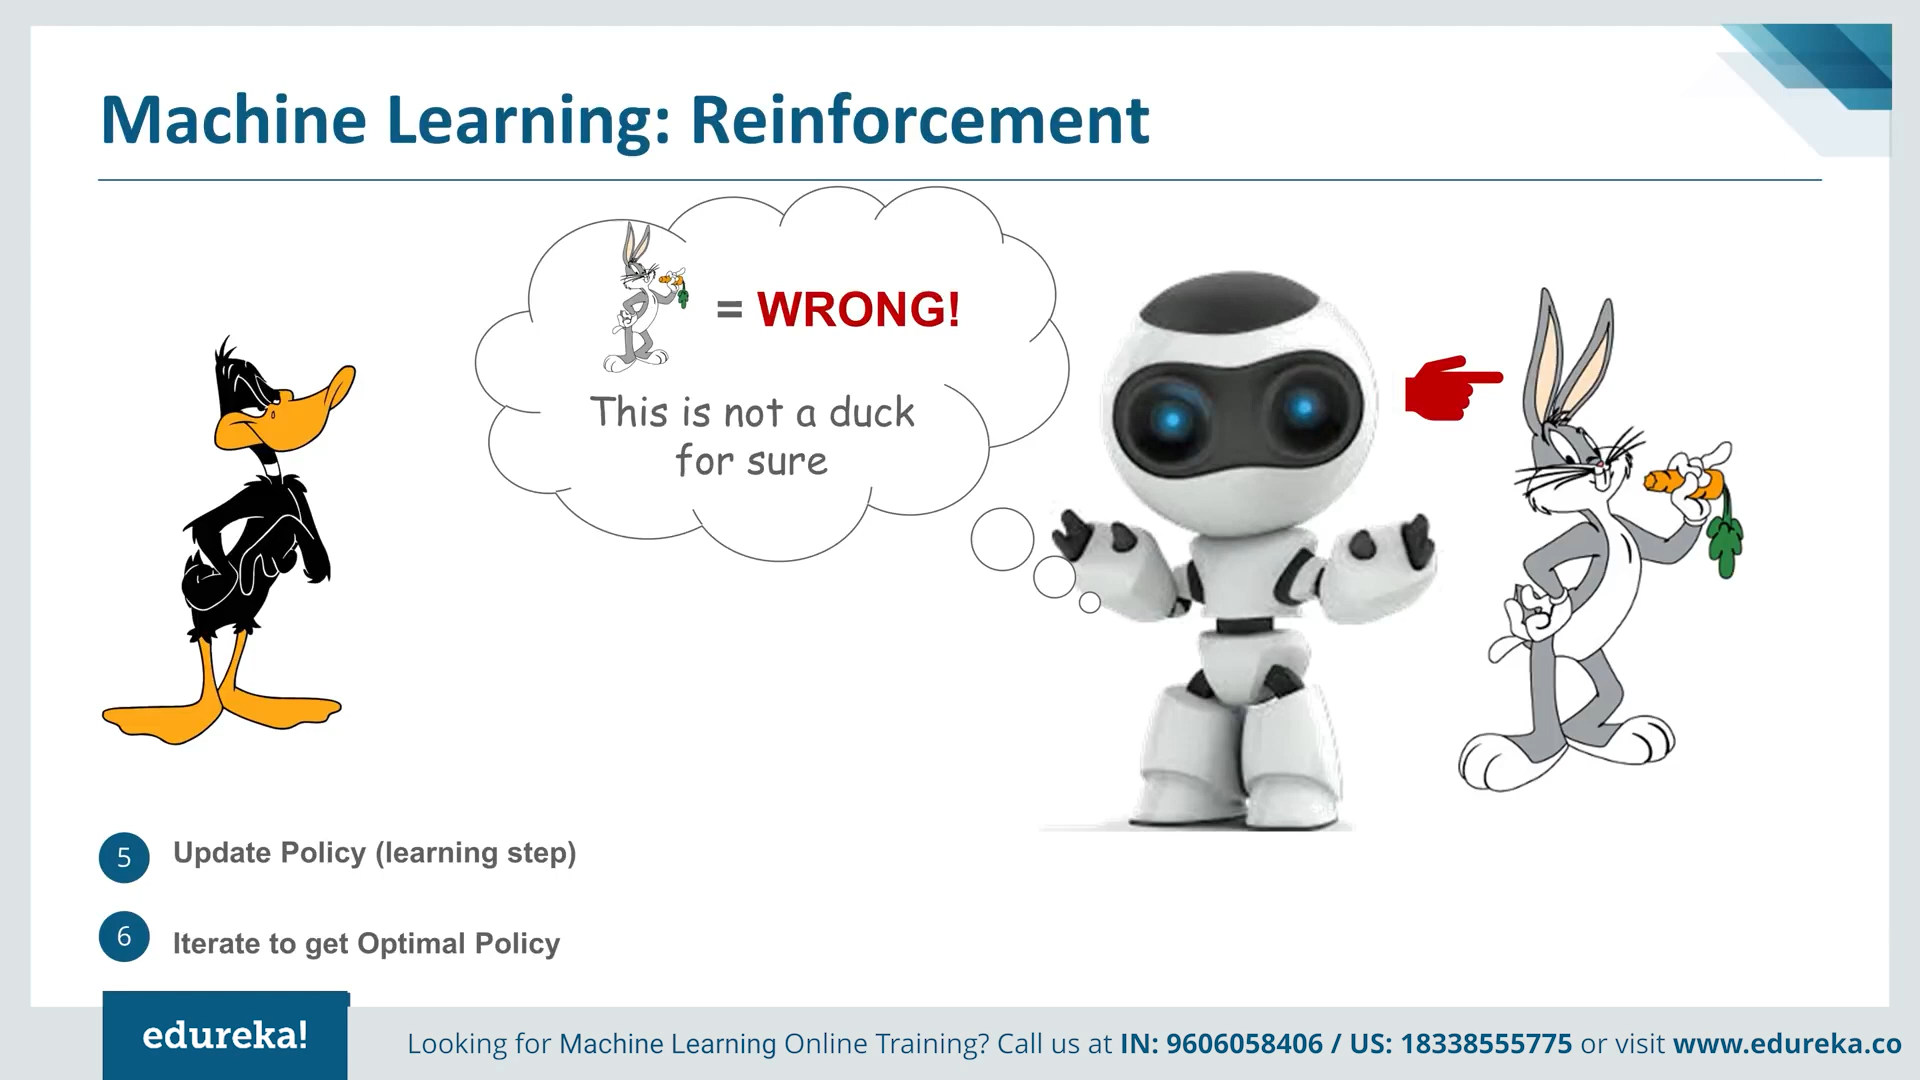 Machine Learning: Reinforcement
= WRONG!
This is not a duck
for sure
5 Update Policy (learning step)
6 Iterate to get Optimal Policy
edureka!
Looking for Machine Learning Online Training? Call us at IN: 9606058406 / US: 18338555775 or visit www.edureka.co